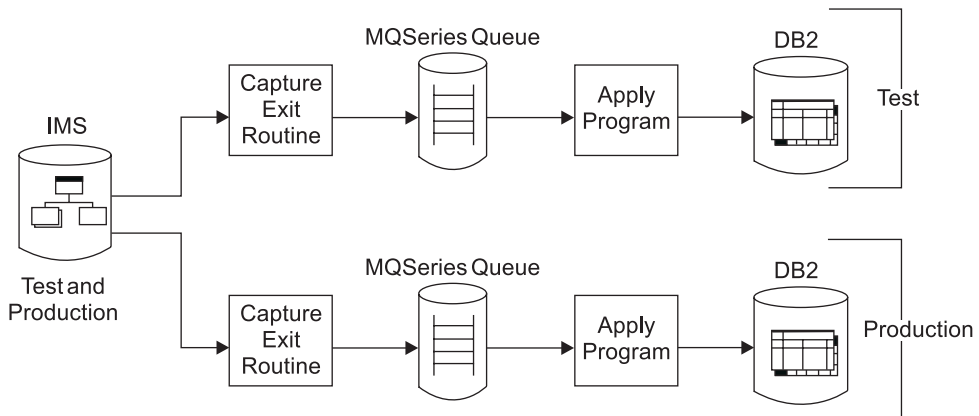 MQSeries Queue
DB2
Capture
Exit
Routine
Apply
Program
Test
IMS
Test and
Production
MQSeries Queue
DB2
Capture
Exit
Routine
Apply
Program
Production